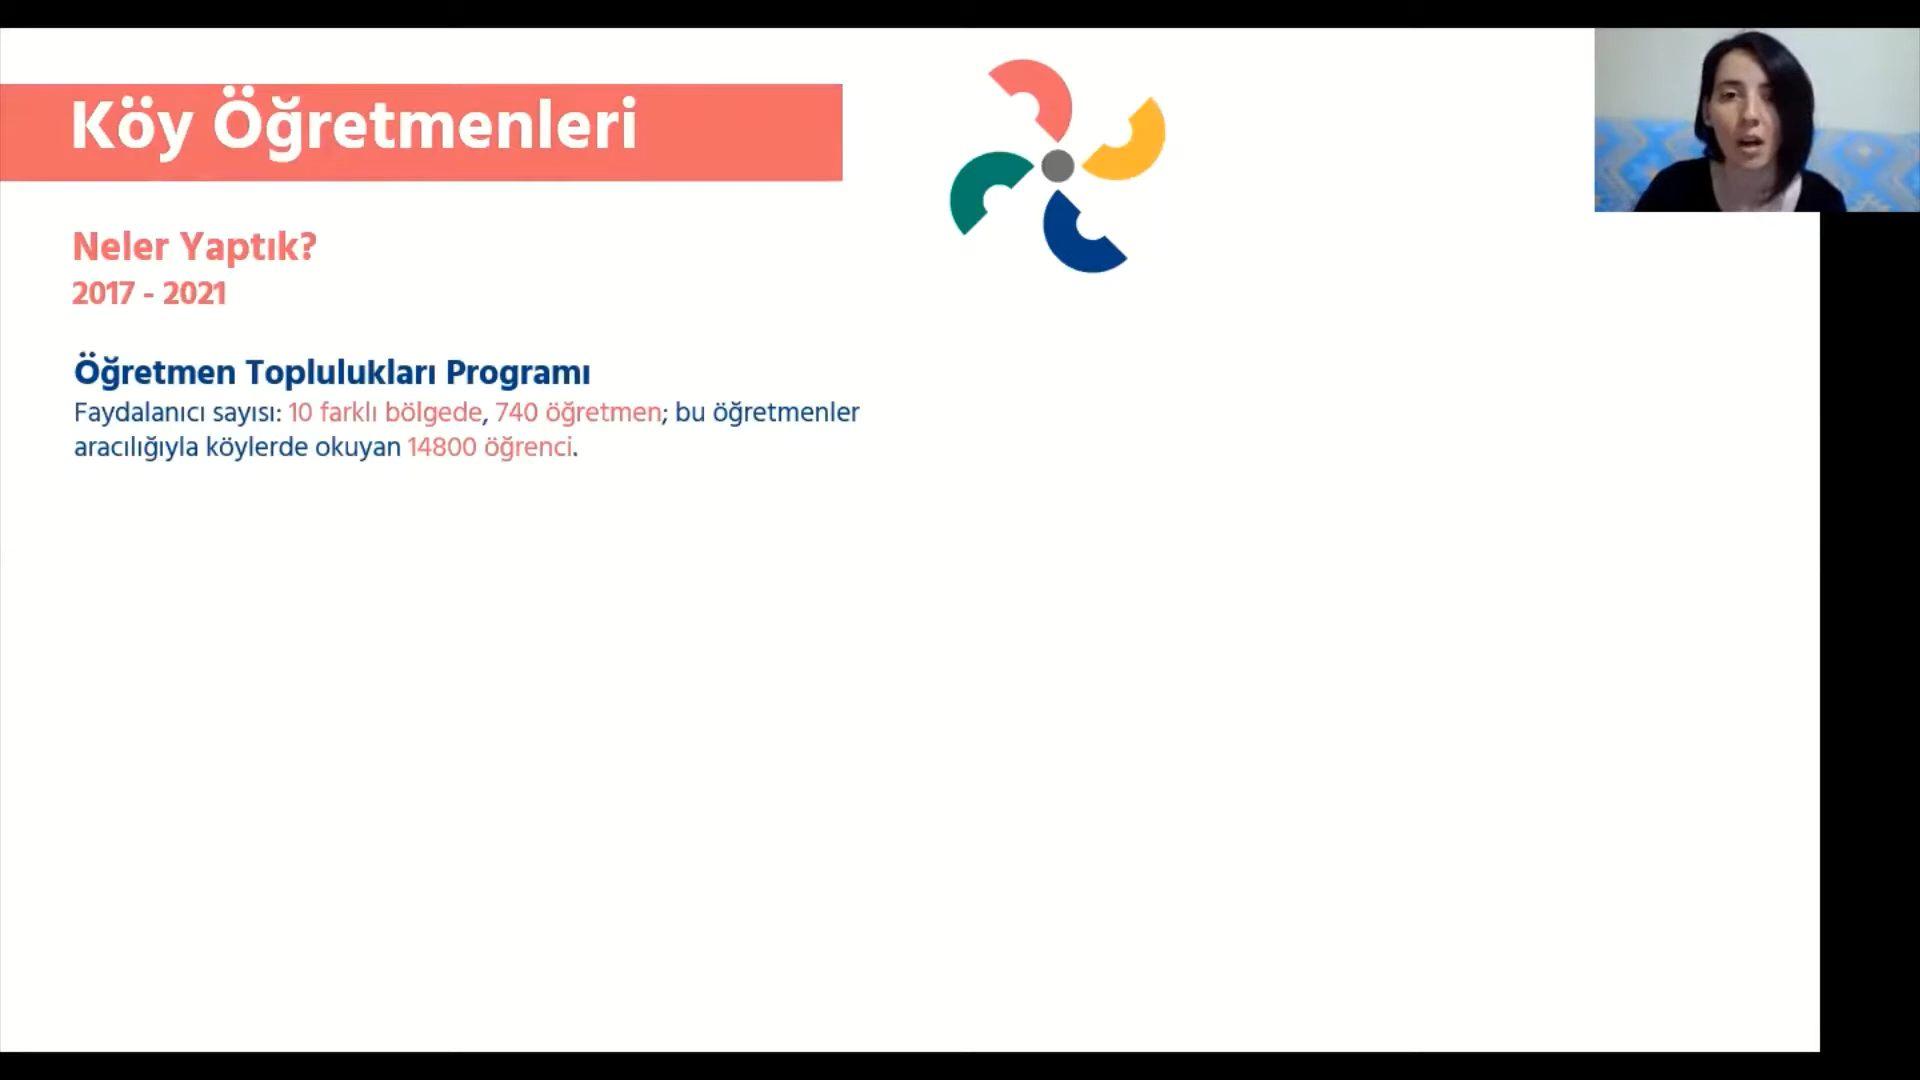 Köy Öğretmenleri
Neler Yaptık?
2017 - 2021
Öğretmen Toplulukları Programı
Faydalanıcı sayısı: 10 farklı bölgede, 740 öğretmen; bu öğretmenler
aracılığıyla köylerde okuyan 14800 öğrenci.